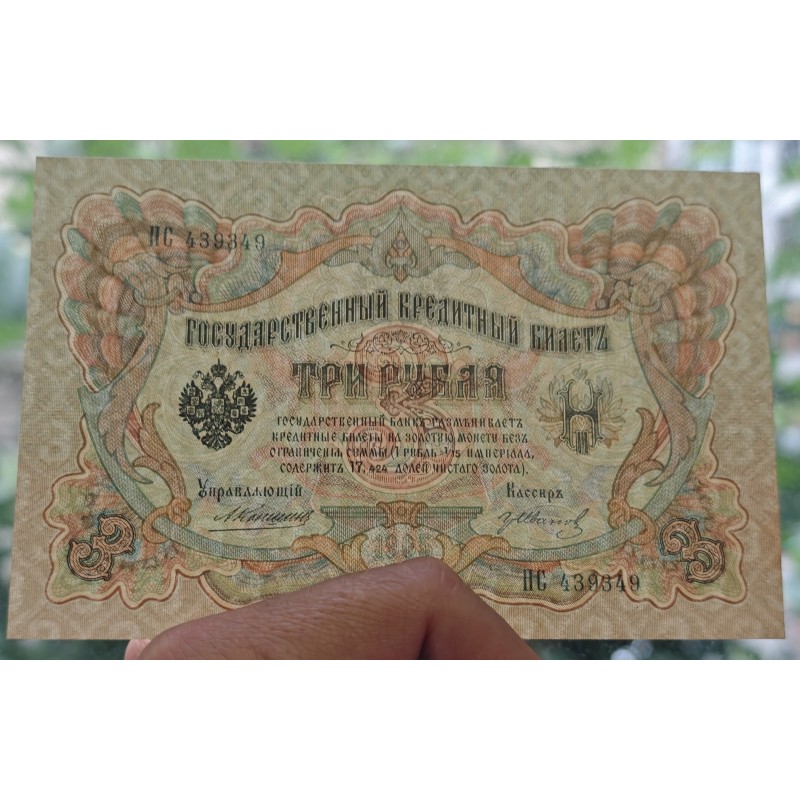 ПС 439349
ГОСУДАРСТВЕННЫЙ КРЕДИТНЫЙ БИЛЕТЪ
ТРИ РУБЛЯ
ГОСУДАРСТВЕННЫЙ БАНКЪ РАЗМѢНИВАЕТЪ
КРЕДИТНЫЕ БИЛЕТЫ НА ЗОЛОТУЮ МОНЕТУ БЕЗЪ
ОГРАНИЧЕНІЯ СУММЫ (1 РУБЛЬ = 1/15 ИМПЕРІАЛА,
СОДЕРЖИТЪ 17,424 ДОЛЕЙ ЧИСТАГО ЗОЛОТА).
Н
Управляющій Кассиръ
3 3
ПС 439349